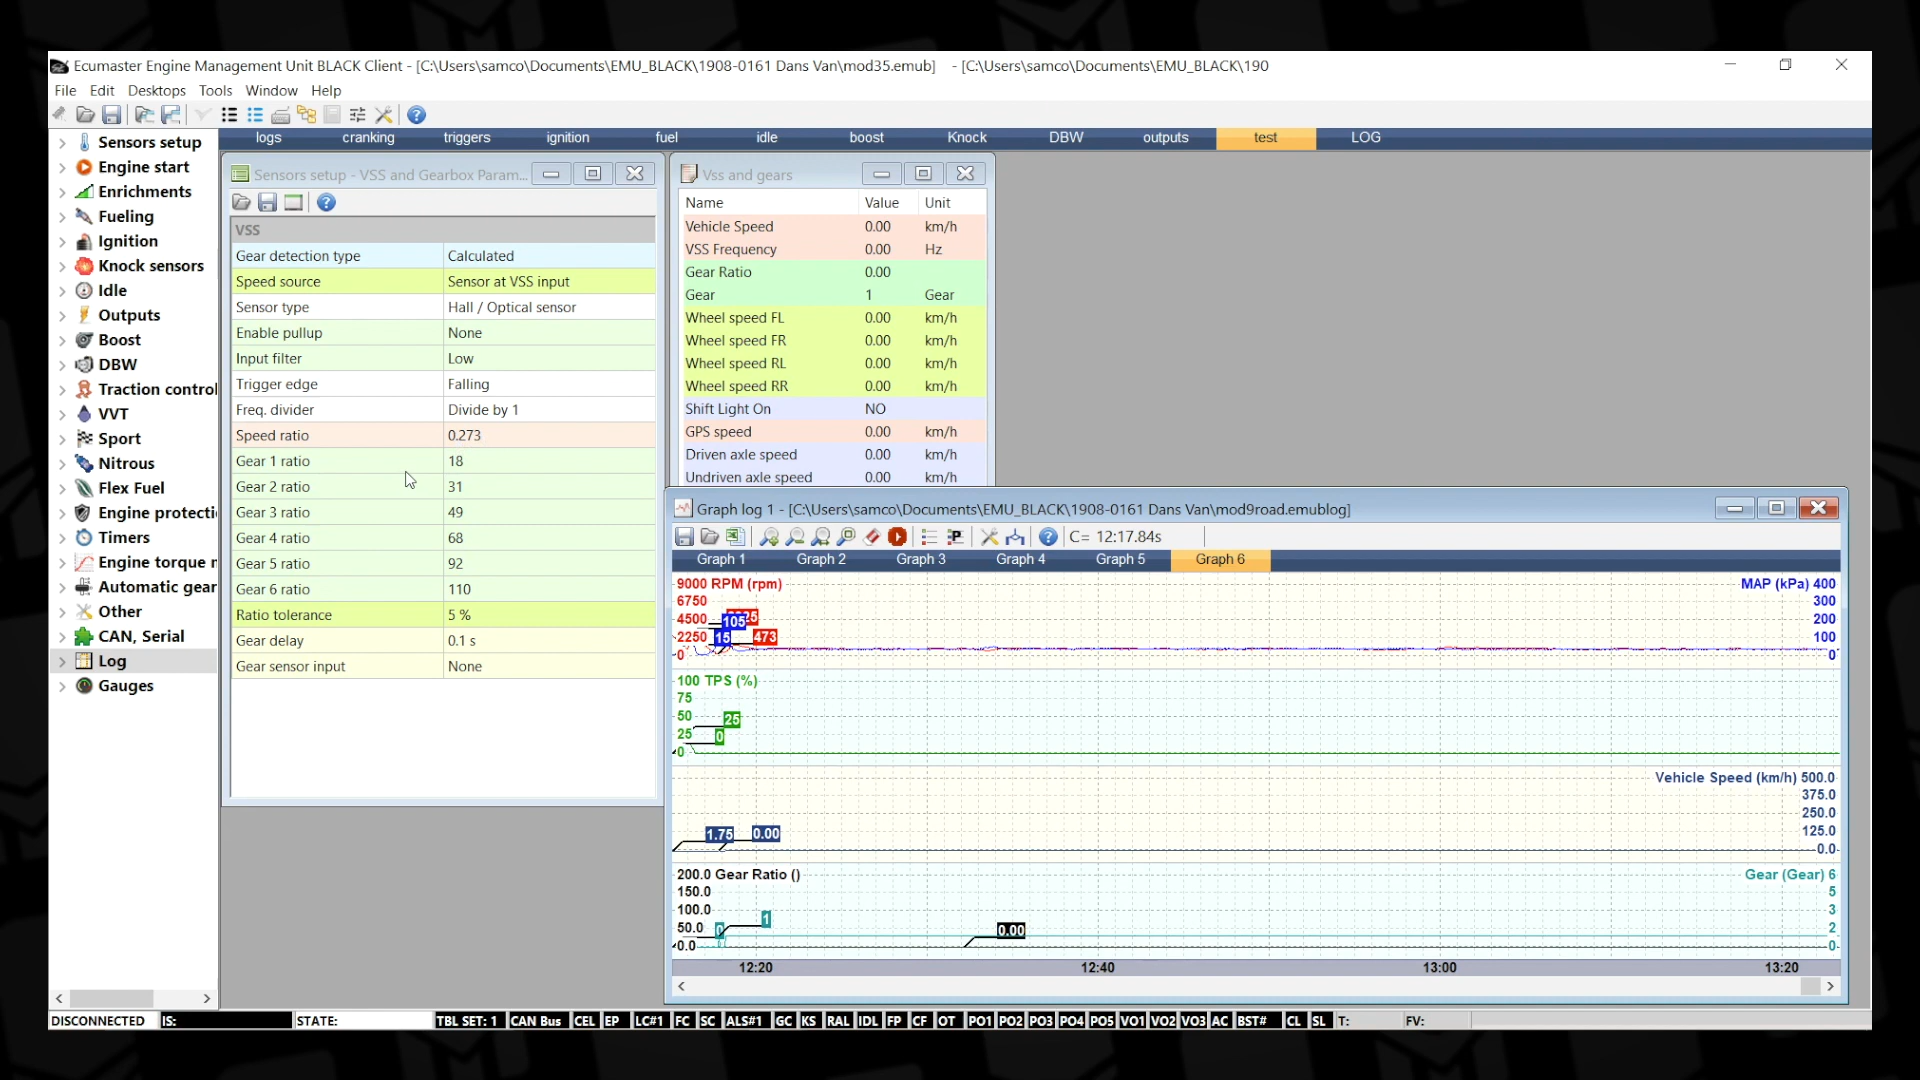 Ecumaster Engine Management Unit BLACK Client - [C:\Users\samco\Documents\EMU_BLACK\1908-0161 Dans Van\mod35.emub] - [C:\Users\samco\Documents\EMU_BLACK\190
File Edit Desktops Tools Window Help
logs cranking triggers ignition fuel idle boost Knock DBW outputs test LOG
Sensors setup
Engine start
Enrichments
Fueling
Ignition
Knock sensors
Idle
Outputs
Boost
DBW
Traction control
VVT
Sport
Nitrous
Flex Fuel
Engine protecti
Timers
Engine torque n
Automatic gear
Other
CAN, Serial
Log
Gauges
Sensors setup - VSS and Gearbox Param...
VSS
Gear detection type Calculated
Speed source Sensor at VSS input
Sensor type Hall / Optical sensor
Enable pullup None
Input filter Low
Trigger edge Falling
Freq. divider Divide by 1
Speed ratio 0.273
Gear 1 ratio 18
Gear 2 ratio 31
Gear 3 ratio 49
Gear 4 ratio 68
Gear 5 ratio 92
Gear 6 ratio 110
Ratio tolerance 5 %
Gear delay 0.1 s
Gear sensor input None
Vss and gears
Name Value Unit
Vehicle Speed 0.00 km/h
VSS Frequency 0.00 Hz
Gear Ratio 0.00
Gear 1 Gear
Wheel speed FL 0.00 km/h
Wheel speed FR 0.00 km/h
Wheel speed RL 0.00 km/h
Wheel speed RR 0.00 km/h
Shift Light On NO
GPS speed 0.00 km/h
Driven axle speed 0.00 km/h
Undriven axle speed 0.00 km/h
Graph log 1 - [C:\Users\samco\Documents\EMU_BLACK\1908-0161 Dans Van\mod9road.emublog]
C= 12:17.84s
Graph 1 Graph 2 Graph 3 Graph 4 Graph 5 Graph 6
9000 RPM (rpm) MAP (kPa) 400
6750 300
4500 105 200
2250 15 473 100
0 0
100 TPS (%)
75
50 25
25 0
0
Vehicle Speed (km/h) 500.0
375.0
250.0
1.75 0.00 125.0
0.0
200.0 Gear Ratio () Gear (Gear) 6
150.0 5
100.0 1 3
50.0 0 0.00 2
0.0 0
12:20 12:40 13:00 13:20
DISCONNECTED IS: STATE: TBL SET: 1 CAN Bus CEL EP LC#1 FC SC ALS#1 GC KS RAL IDL FP CF OT PO1 PO2 PO3 PO4 PO5 VO1 VO2 VO3 AC BST# CL SL T: FV: